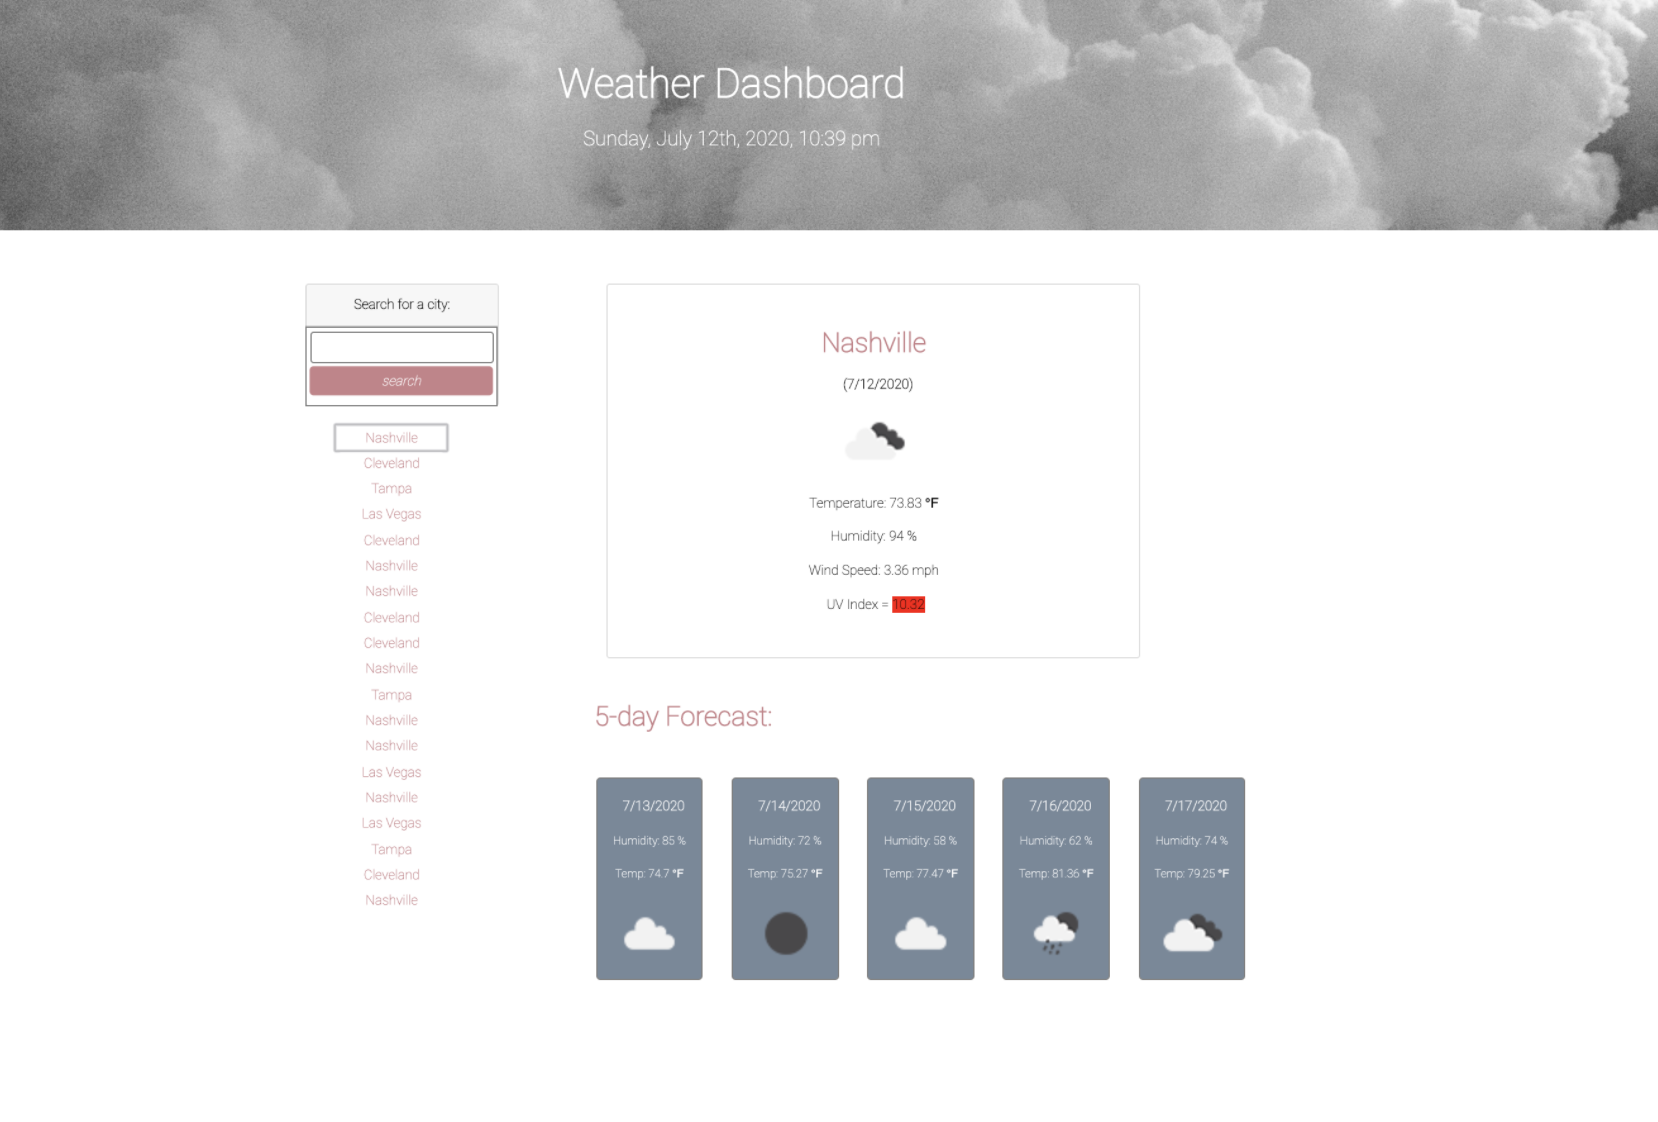 Weather Dashboard
Sunday, July 12th, 2020, 10:39 pm
Search for a city:
search
Nashville
Cleveland
Tampa
Las Vegas
Cleveland
Nashville
Nashville
Cleveland
Cleveland
Nashville
Tampa
Nashville
Nashville
Las Vegas
Nashville
Las Vegas
Tampa
Cleveland
Nashville
Nashville
(7/12/2020)
Temperature: 73.83 °F
Humidity: 94 %
Wind Speed: 3.36 mph
UV Index = 10.32
5-day Forecast:
7/13/2020
Humidity: 85 %
Temp: 74.7 °F
7/14/2020
Humidity: 72 %
Temp: 75.27 °F
7/15/2020
Humidity: 58 %
Temp: 77.47 °F
7/16/2020
Humidity: 62 %
Temp: 81.36 °F
7/17/2020
Humidity: 74 %
Temp: 79.25 °F